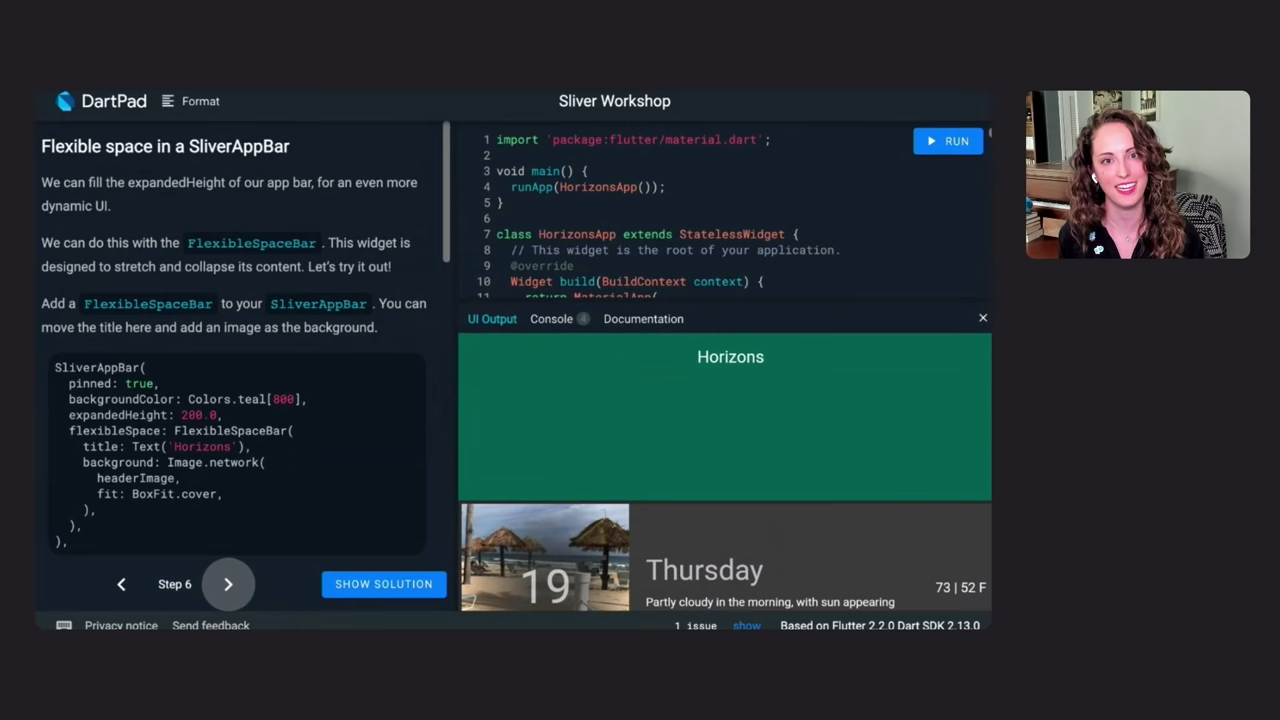 DartPad
Format
Sliver Workshop
Flexible space in a SliverAppBar
We can fill the expandedHeight of our app bar, for an even more
dynamic UI.
We can do this with the FlexibleSpaceBar . This widget is
designed to stretch and collapse its content. Let's try it out!
Add a FlexibleSpaceBar to your SliverAppBar . You can
move the title here and add an image as the background.
SliverAppBar(
pinned: true,
backgroundColor: Colors.teal[800],
expandedHeight: 200.0,
flexibleSpace: FlexibleSpaceBar(
title: Text('Horizons'),
background: Image.network(
headerImage,
fit: BoxFit.cover,
),
),
),
Step 6
SHOW SOLUTION
1 import 'package:flutter/material.dart';
2
3 void main() {
4 runApp(HorizonsApp());
5 }
6
7 class HorizonsApp extends StatelessWidget {
8 // This widget is the root of your application.
9 @override
10 Widget build(BuildContext context) {
11 return MaterialApp(
RUN
UI Output
Console 4
Documentation
Horizons
19
Thursday
73 | 52 F
Partly cloudy in the morning, with sun appearing
Privacy notice
Send feedback
1 issue
show
Based on Flutter 2.2.0 Dart SDK 2.13.0